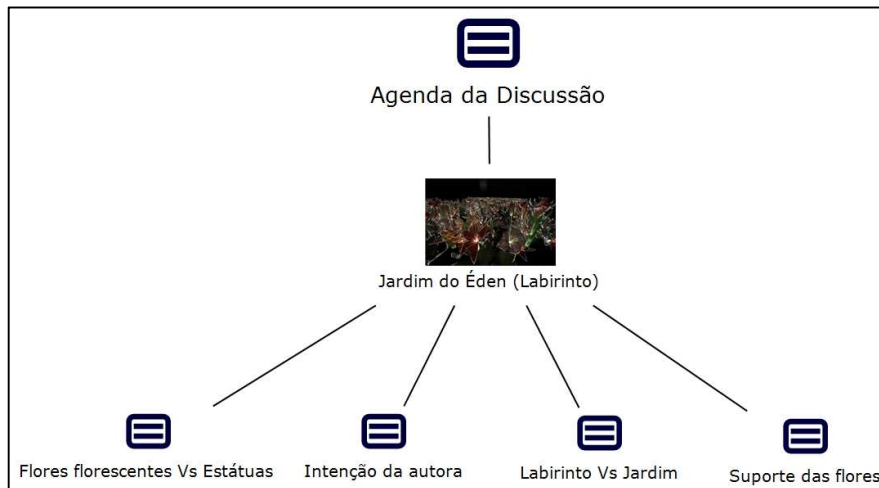 Agenda da Discussão
Jardim do Éden (Labirinto)
Flores florescentes Vs Estátuas
Intenção da autora
Labirinto Vs Jardim
Suporte das flores